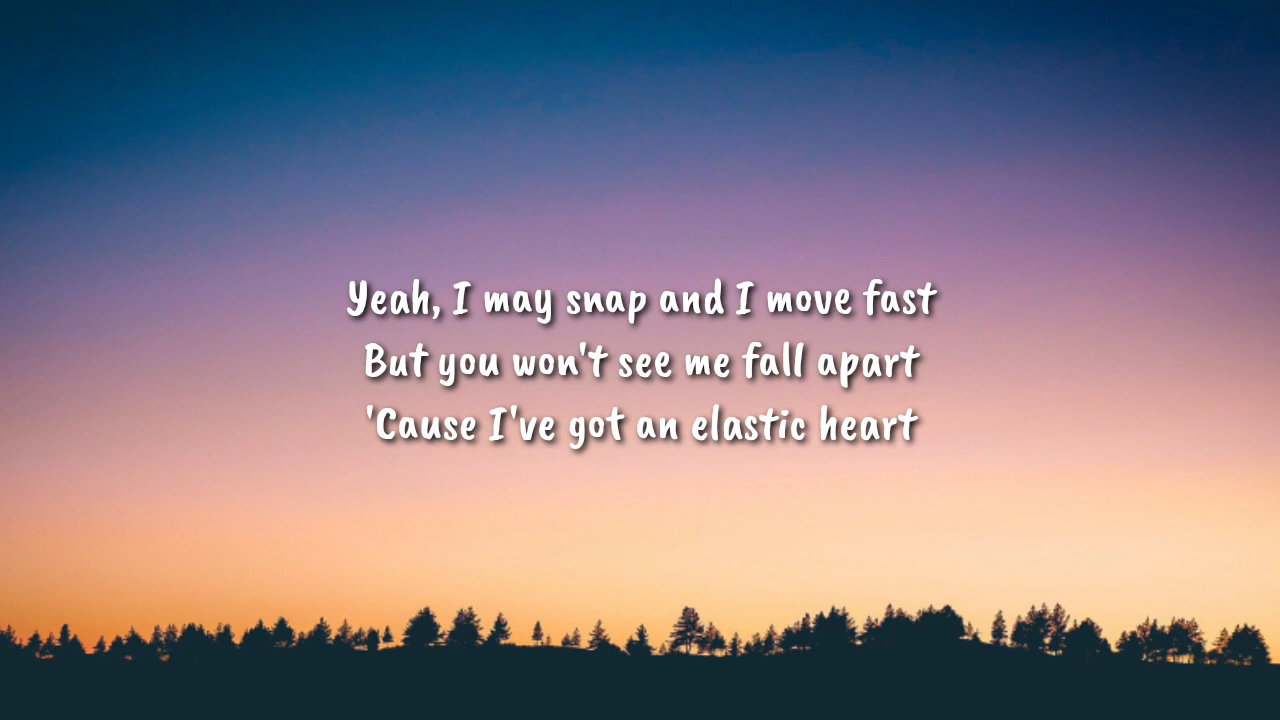 Yeah, I may snap and I move fast
But you won't see me fall apart
'Cause I've got an elastic heart